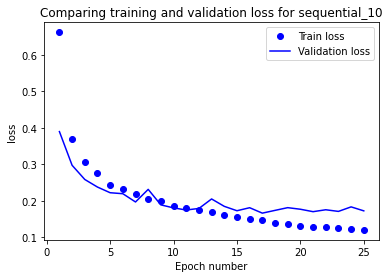 Comparing training and validation loss for sequential_10
Train loss
Validation loss
loss
0.6
0.5
0.4
0.3
0.2
0.1
0
5
10
15
20
25
Epoch number